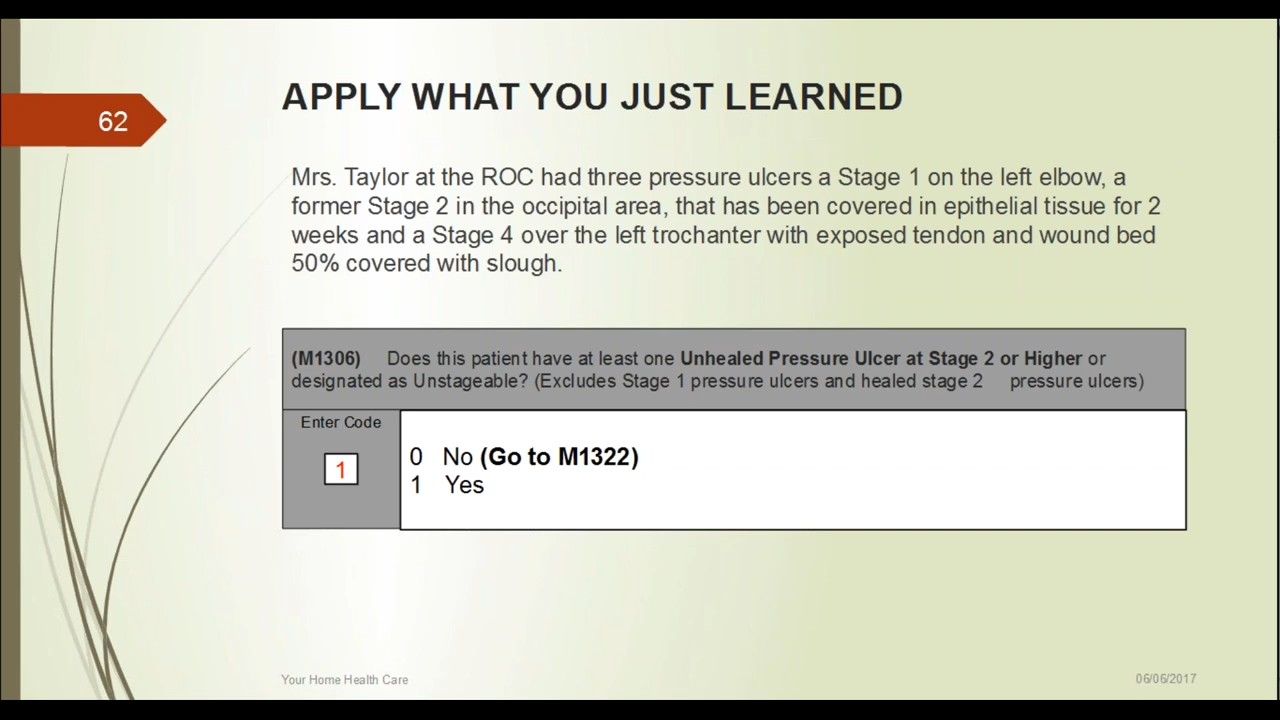 APPLY WHAT YOU JUST LEARNED
62
Mrs. Taylor at the ROC had three pressure ulcers a Stage 1 on the left elbow, a
former Stage 2 in the occipital area, that has been covered in epithelial tissue for 2
weeks and a Stage 4 over the left trochanter with exposed tendon and wound bed
50% covered with slough.
(M1306) Does this patient have at least one Unhealed Pressure Ulcer at Stage 2 or Higher or
designated as Unstageable? (Excludes Stage 1 pressure ulcers and healed stage 2 pressure ulcers)
Enter Code
1
0 No (Go to M1322)
1 Yes
Your Home Health Care
06/06/2017